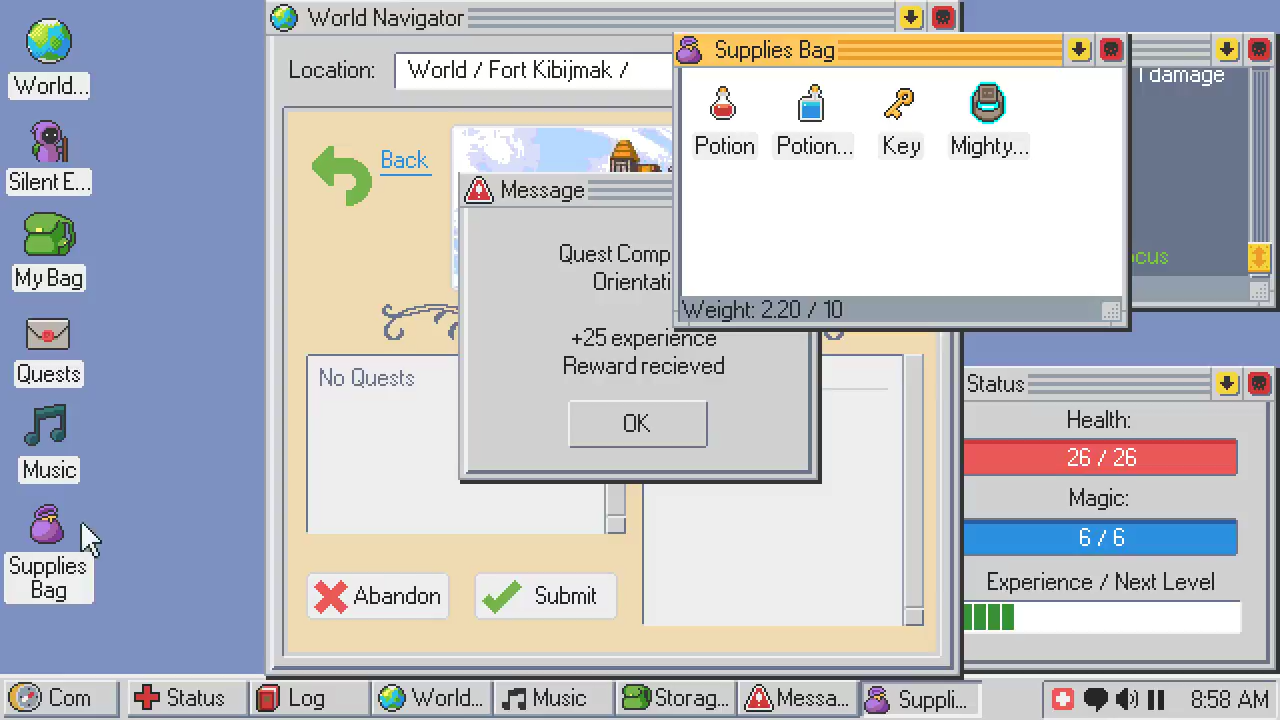 World...
Silent E...
My Bag
Quests
Music
Supplies
Bag
World Navigator
Location:
World / Fort Kibijmak /
Back
No Quests
Abandon
Submit
Message
Quest Comp
Orientati
+25 experience
Reward recieved
OK
Supplies Bag
Potion
Potion...
Key
Mighty...
Weight: 2.20 / 10
damage
ocus
Status
Health:
26 / 26
Magic:
6 / 6
Experience / Next Level
Com
Status
Log
World...
Music
Storag...
Messa...
Suppli...
8:58 AM